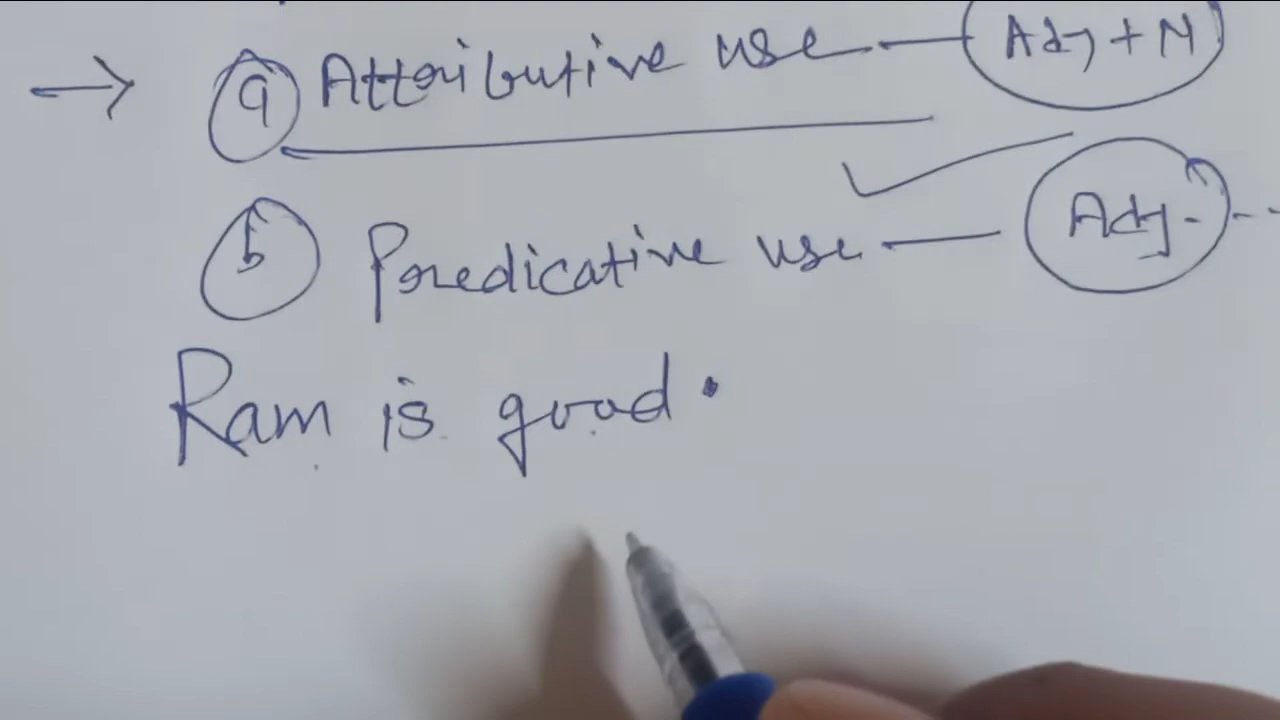 → (a) Attributive use — Adj + N
(b) Predicative use — Adj - - -
Ram is good.